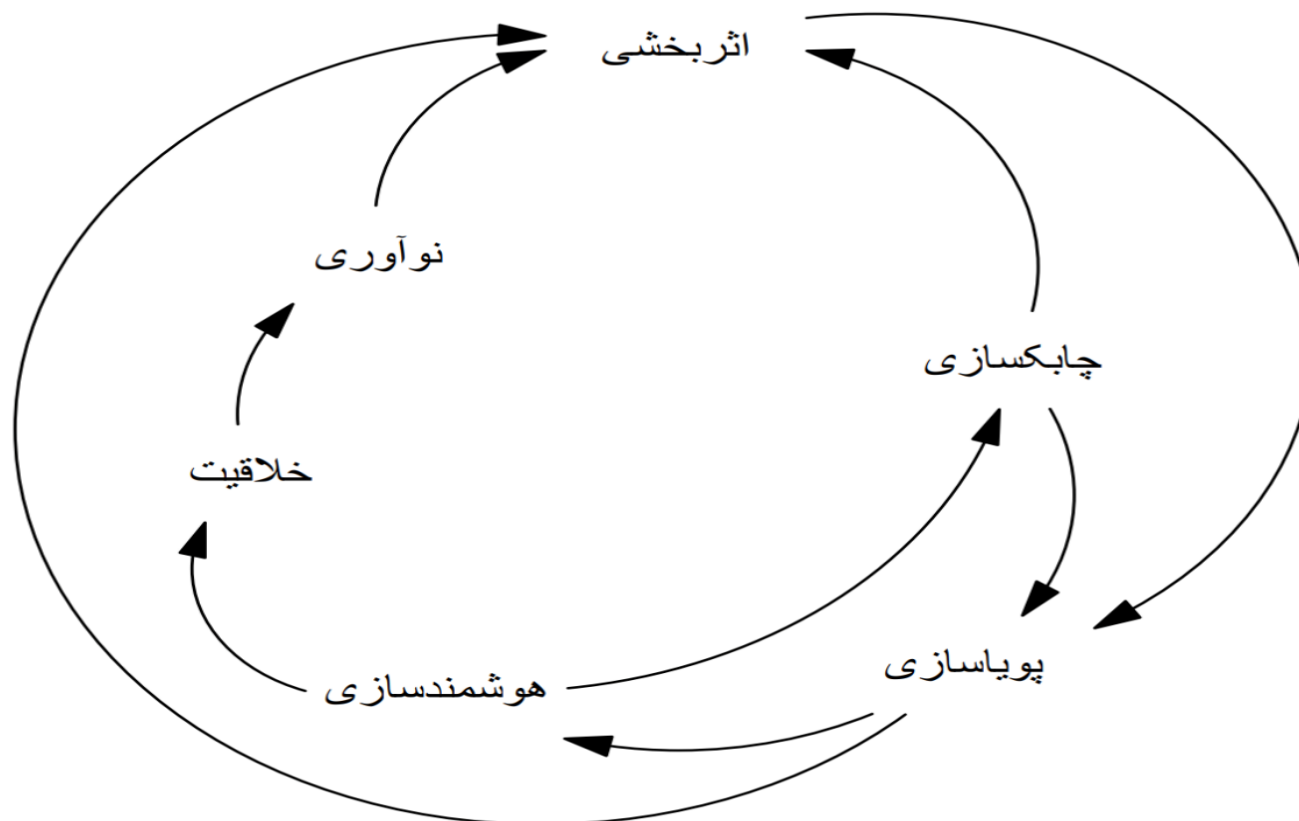 اثربخشی
نوآوری
چابکسازی
خلاقیت
پویاسازی
هوشمندسازی